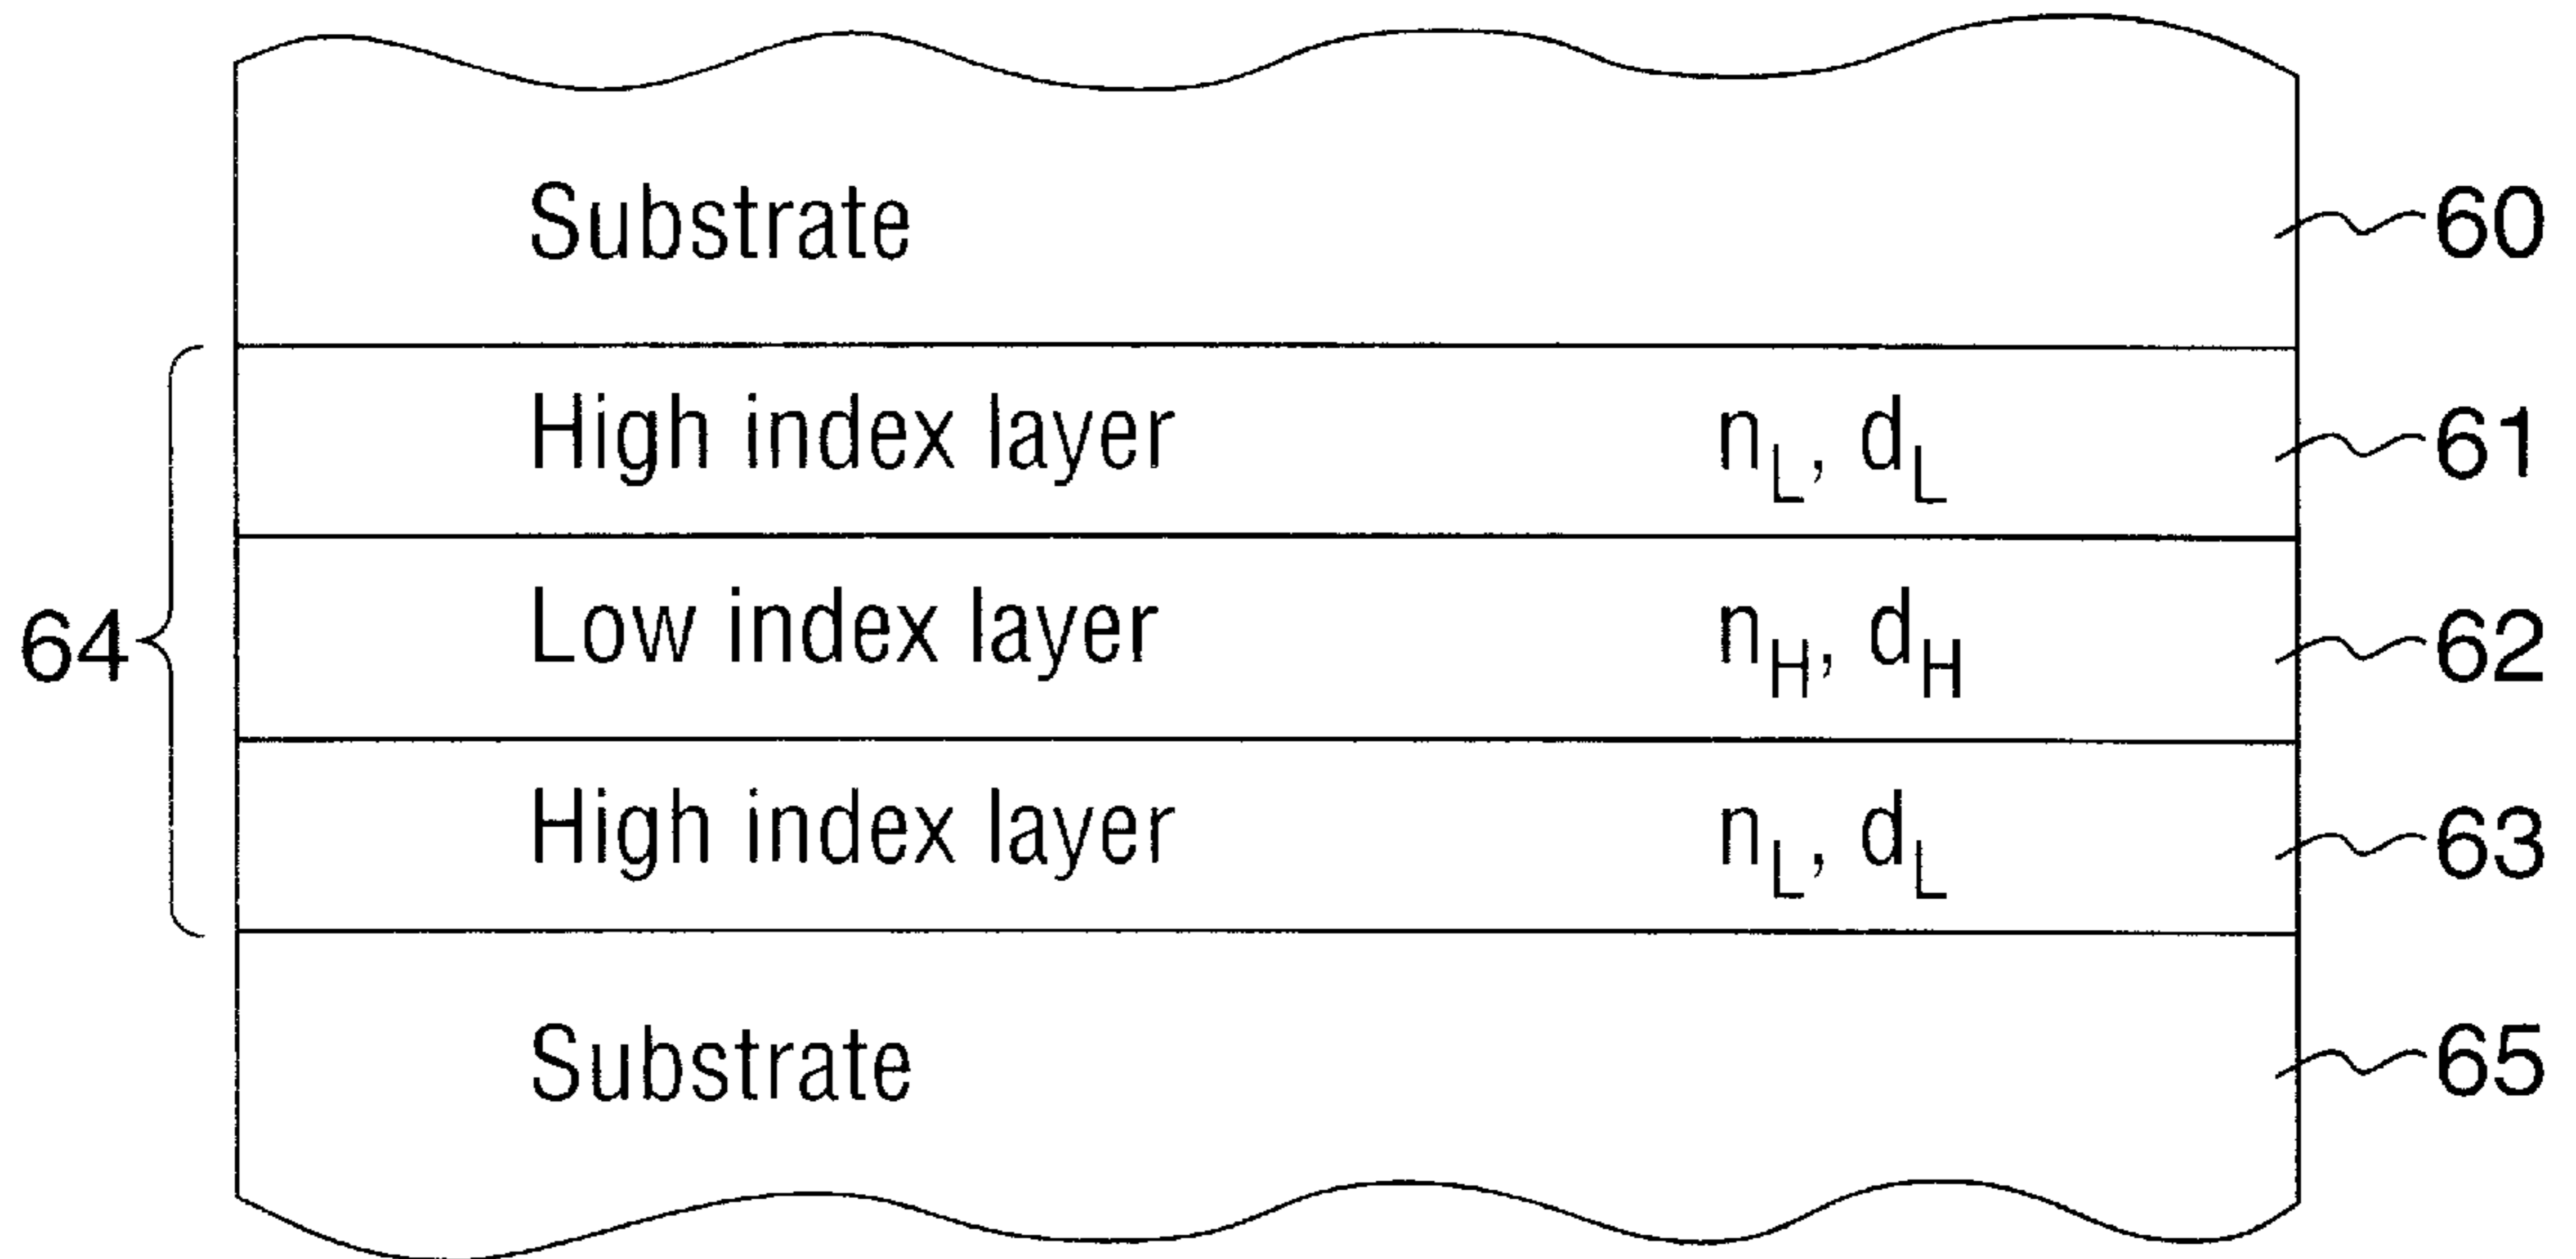 Substrate 60
High index layer n_L, d_L 61
64
Low index layer n_H, d_H 62
High index layer n_L, d_L 63
Substrate 65